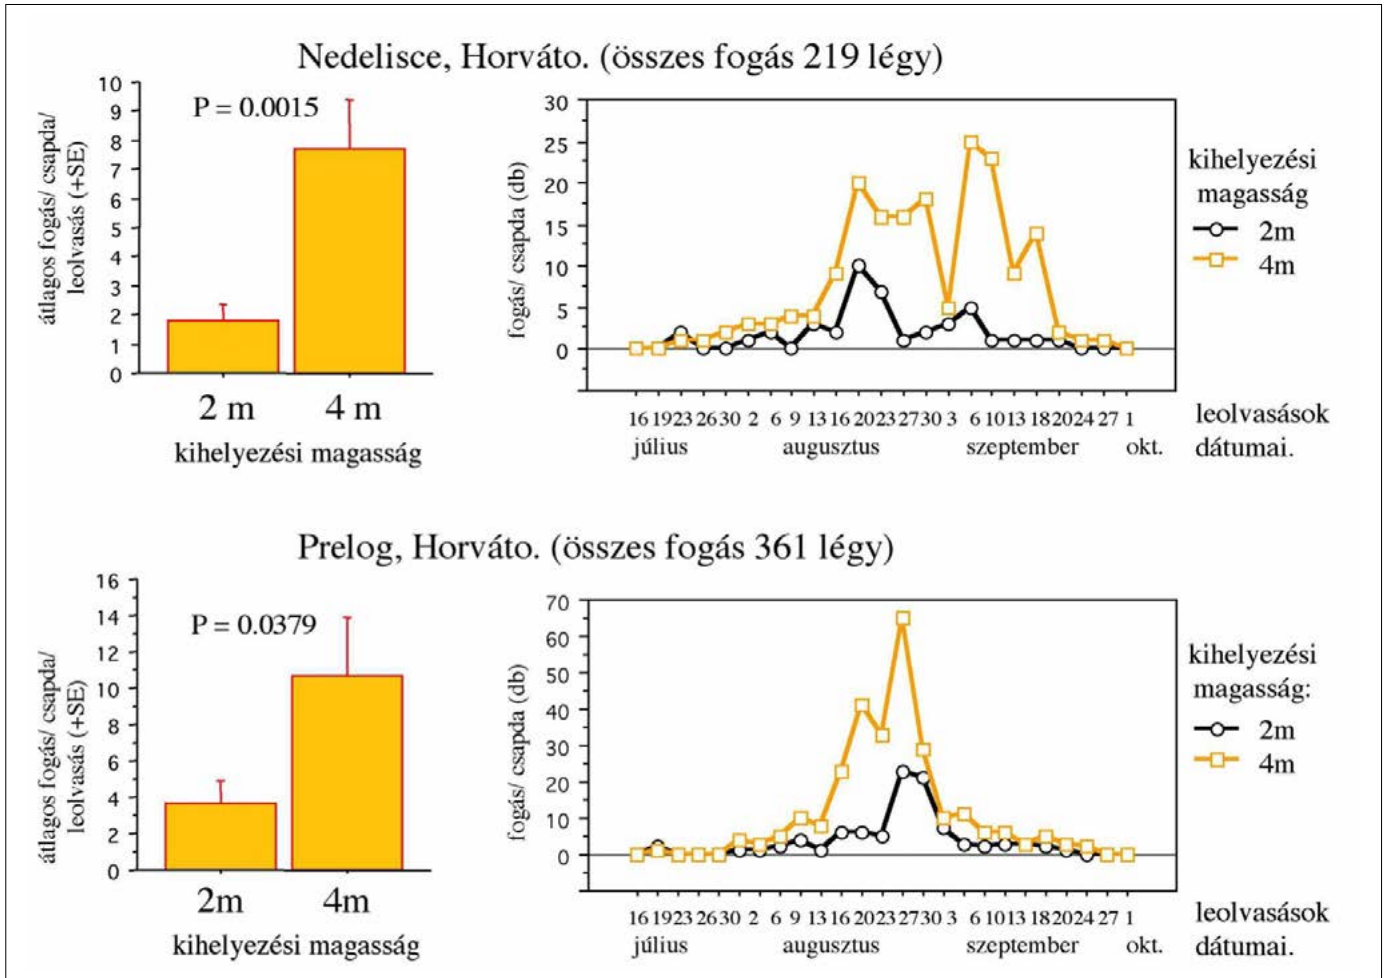 Nedelisce, Horváto. (összes fogás 219 légy)
átlagos fogás/ csapda/
leolvasás (+SE)
10
9
8
7
6
5
4
3
2
1
0
P = 0.0015
2 m
4 m
kihelyezési magasság
fogás/ csapda (db)
30
25
20
15
10
5
0
16 19 23 26 30 2 6 9 13 16 20 23 27 30 3 6 10 13 18 20 24 27 1
július augusztus szeptember okt.
leolvasások
dátumai.
kihelyezési
magasság
2m
4m
Prelog, Horváto. (összes fogás 361 légy)
átlagos fogás/ csapda/
leolvasás (+SE)
16
14
12
10
8
6
4
2
0
P = 0.0379
2m
4m
kihelyezési magasság
fogás/ csapda (db)
70
60
50
40
30
20
10
0
16 19 23 26 30 2 6 9 13 16 20 23 27 30 3 6 10 13 18 20 24 27 1
július augusztus szeptember okt.
leolvasások
dátumai.
kihelyezési
magasság:
2m
4m